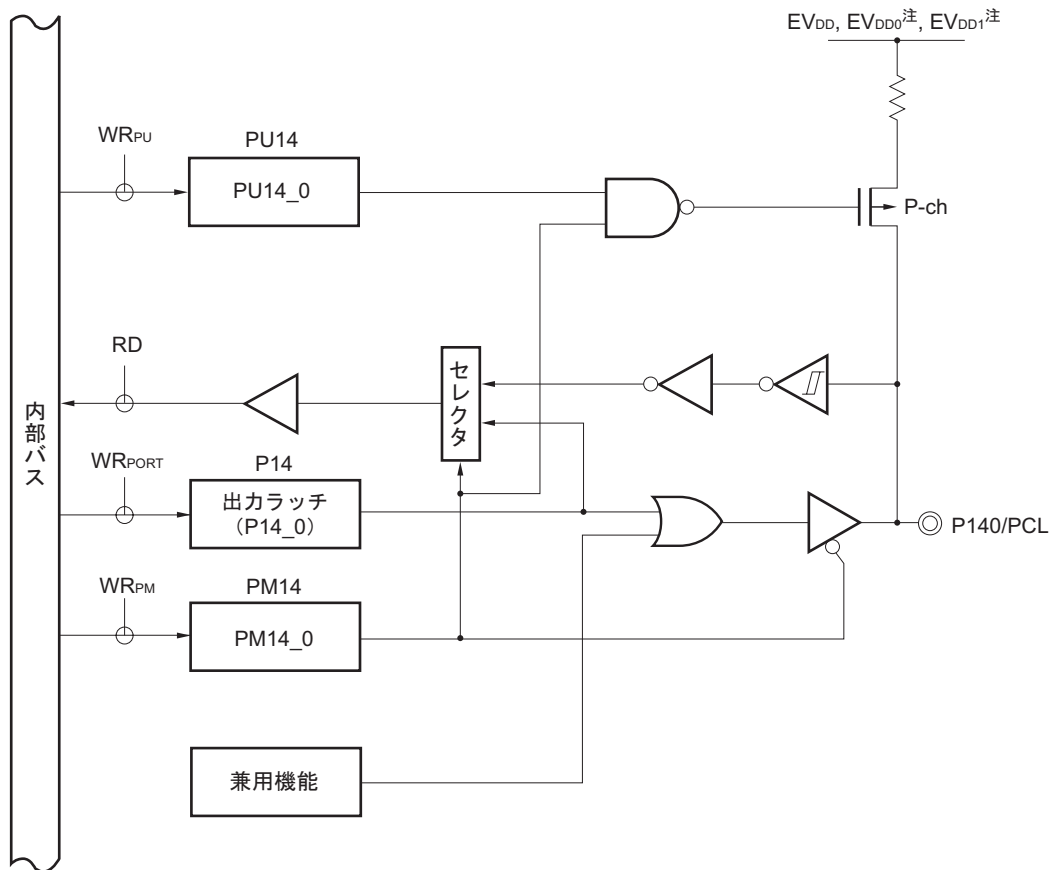 EVDD, EVDD0注, EVDD1注
WRPU
PU14
PU14_0
P-ch
RD
セレクタ
内部バス
WRPORT
P14
出力ラッチ
（P14_0）
P140/PCL
WRPM
PM14
PM14_0
兼用機能